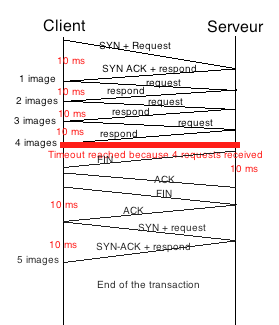 Client
Serveur
SYN + Request
10 ms
SYN ACK + respond
1 image
request
10 ms
respond
2 images
request
10 ms
respond
3 images
request
10 ms
respond
4 images
Timeout reached because 4 requests received
FIN
10 ms
ACK
FIN
10 ms
ACK
SYN + request
10 ms
SYN-ACK + respond
5 images
End of the transaction